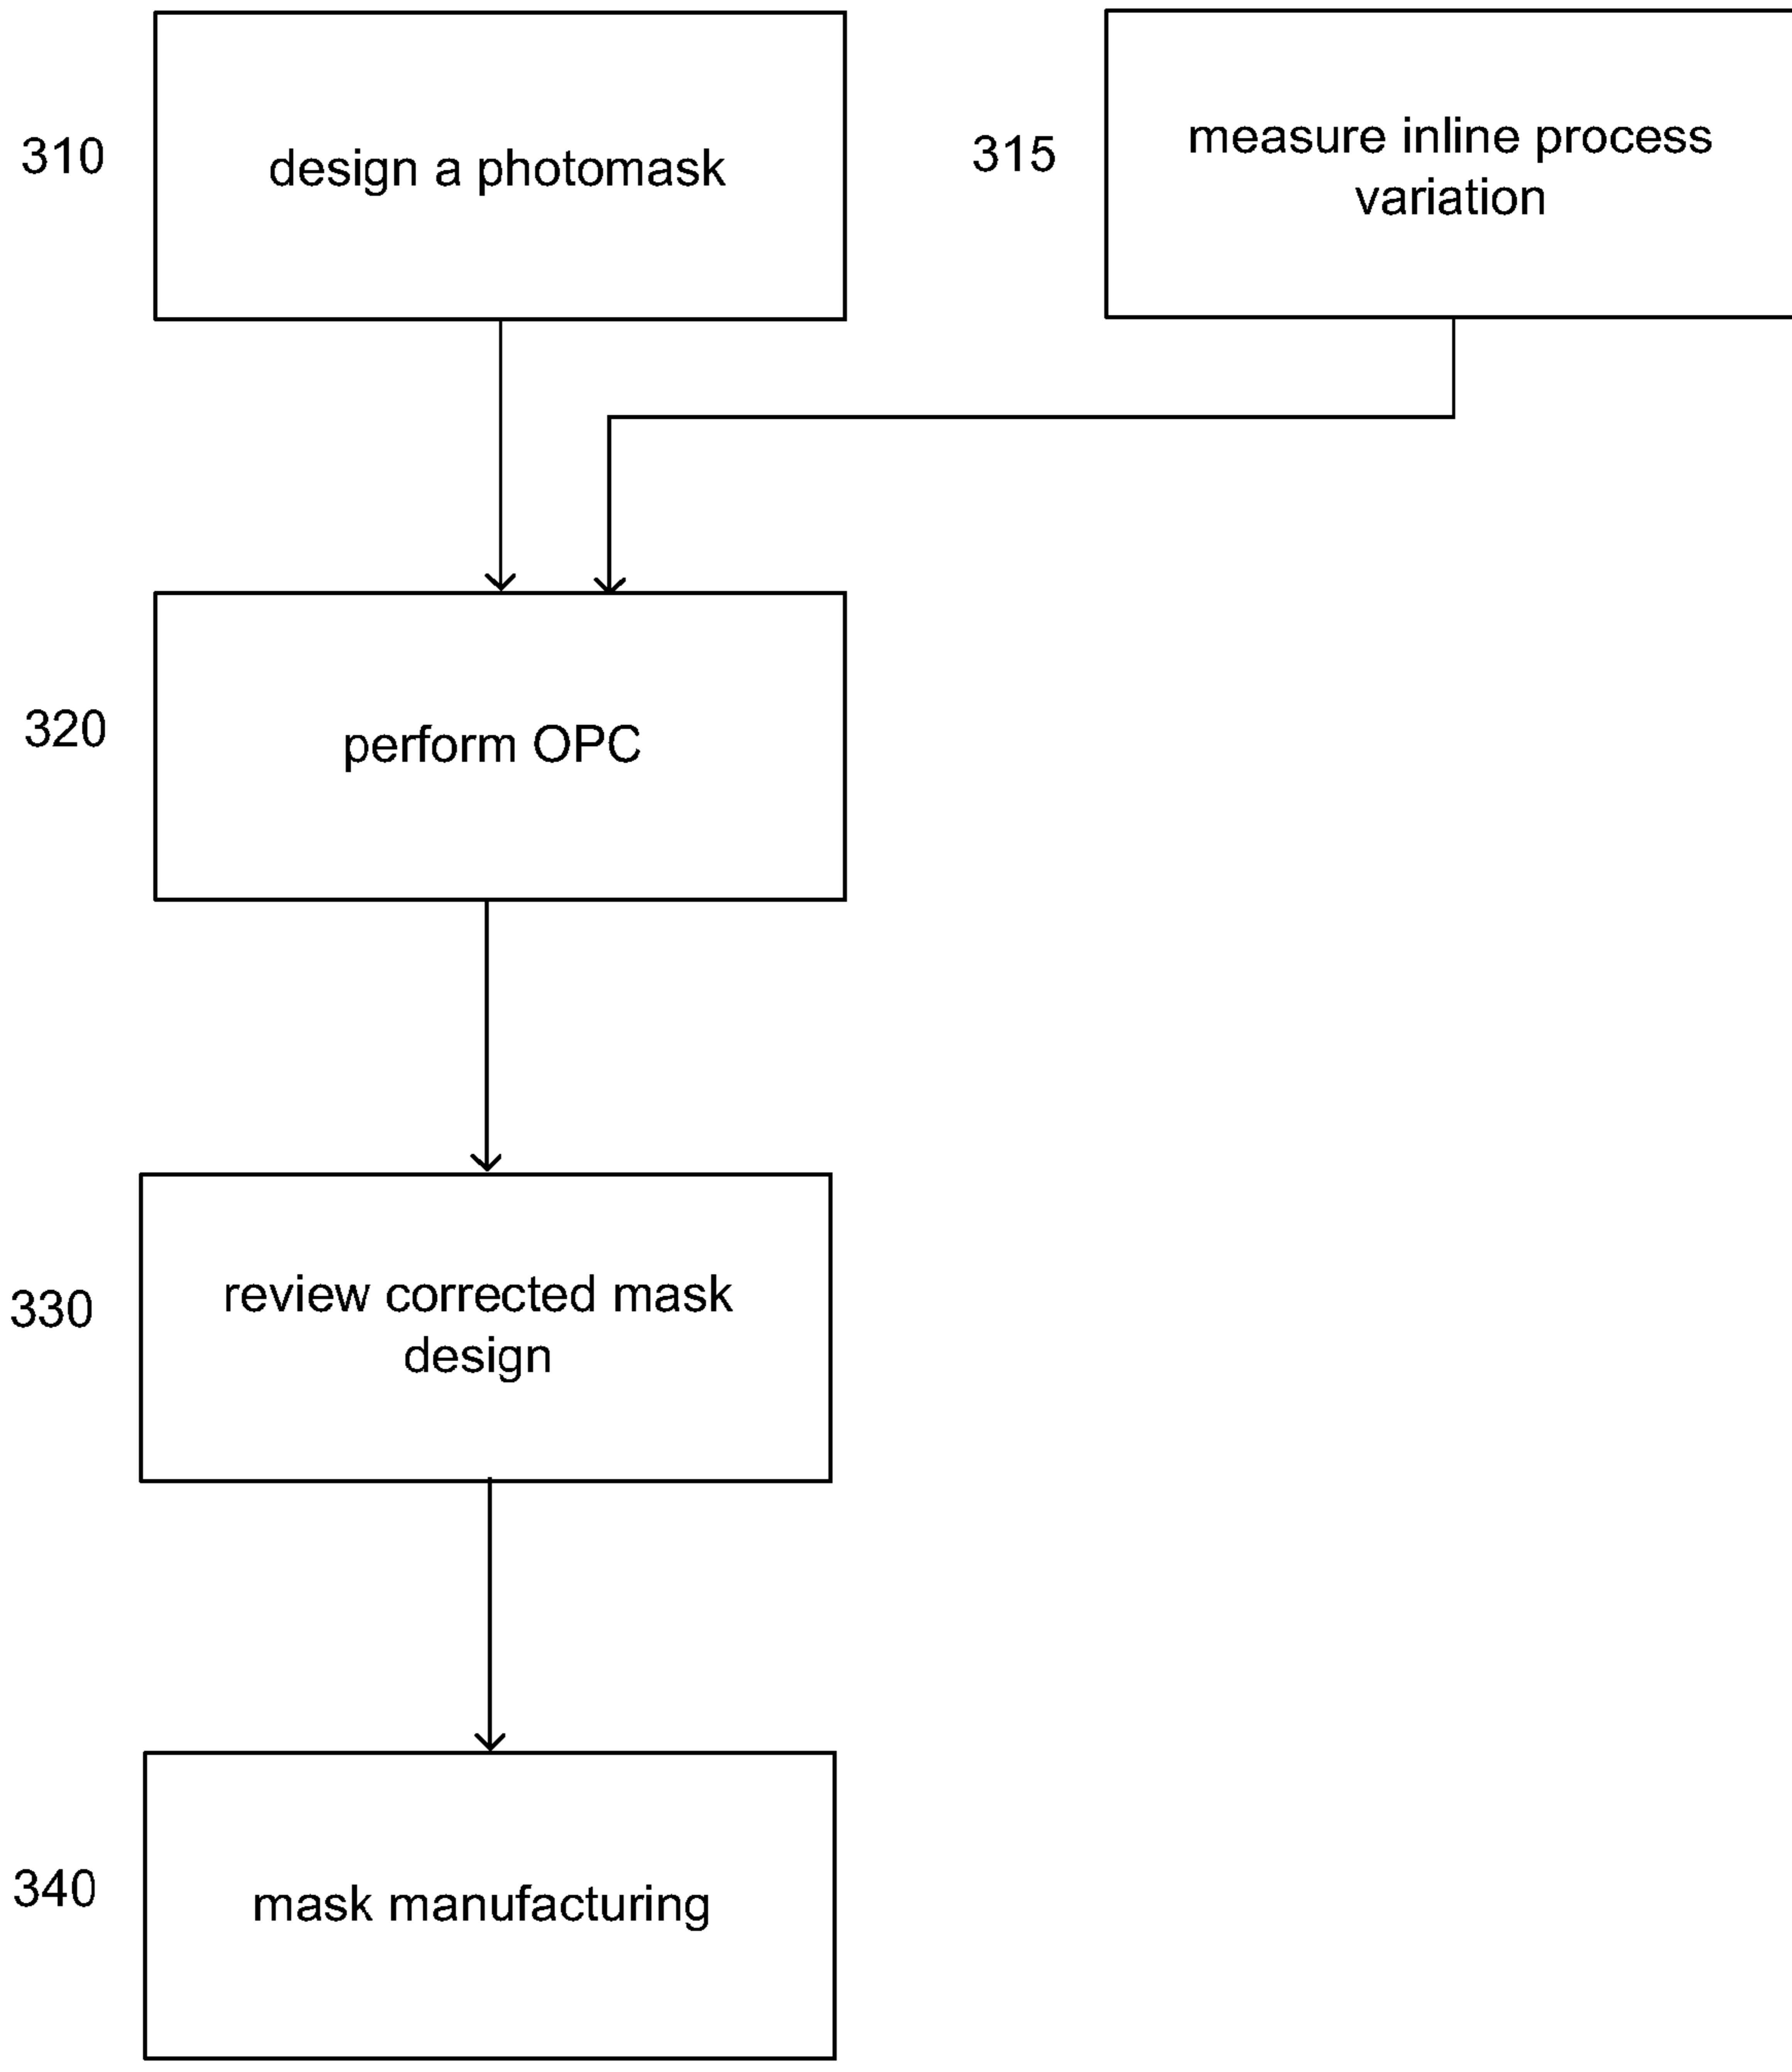 310
design a photomask
315
measure inline process
variation
320
perform OPC
330
review corrected mask
design
340
mask manufacturing